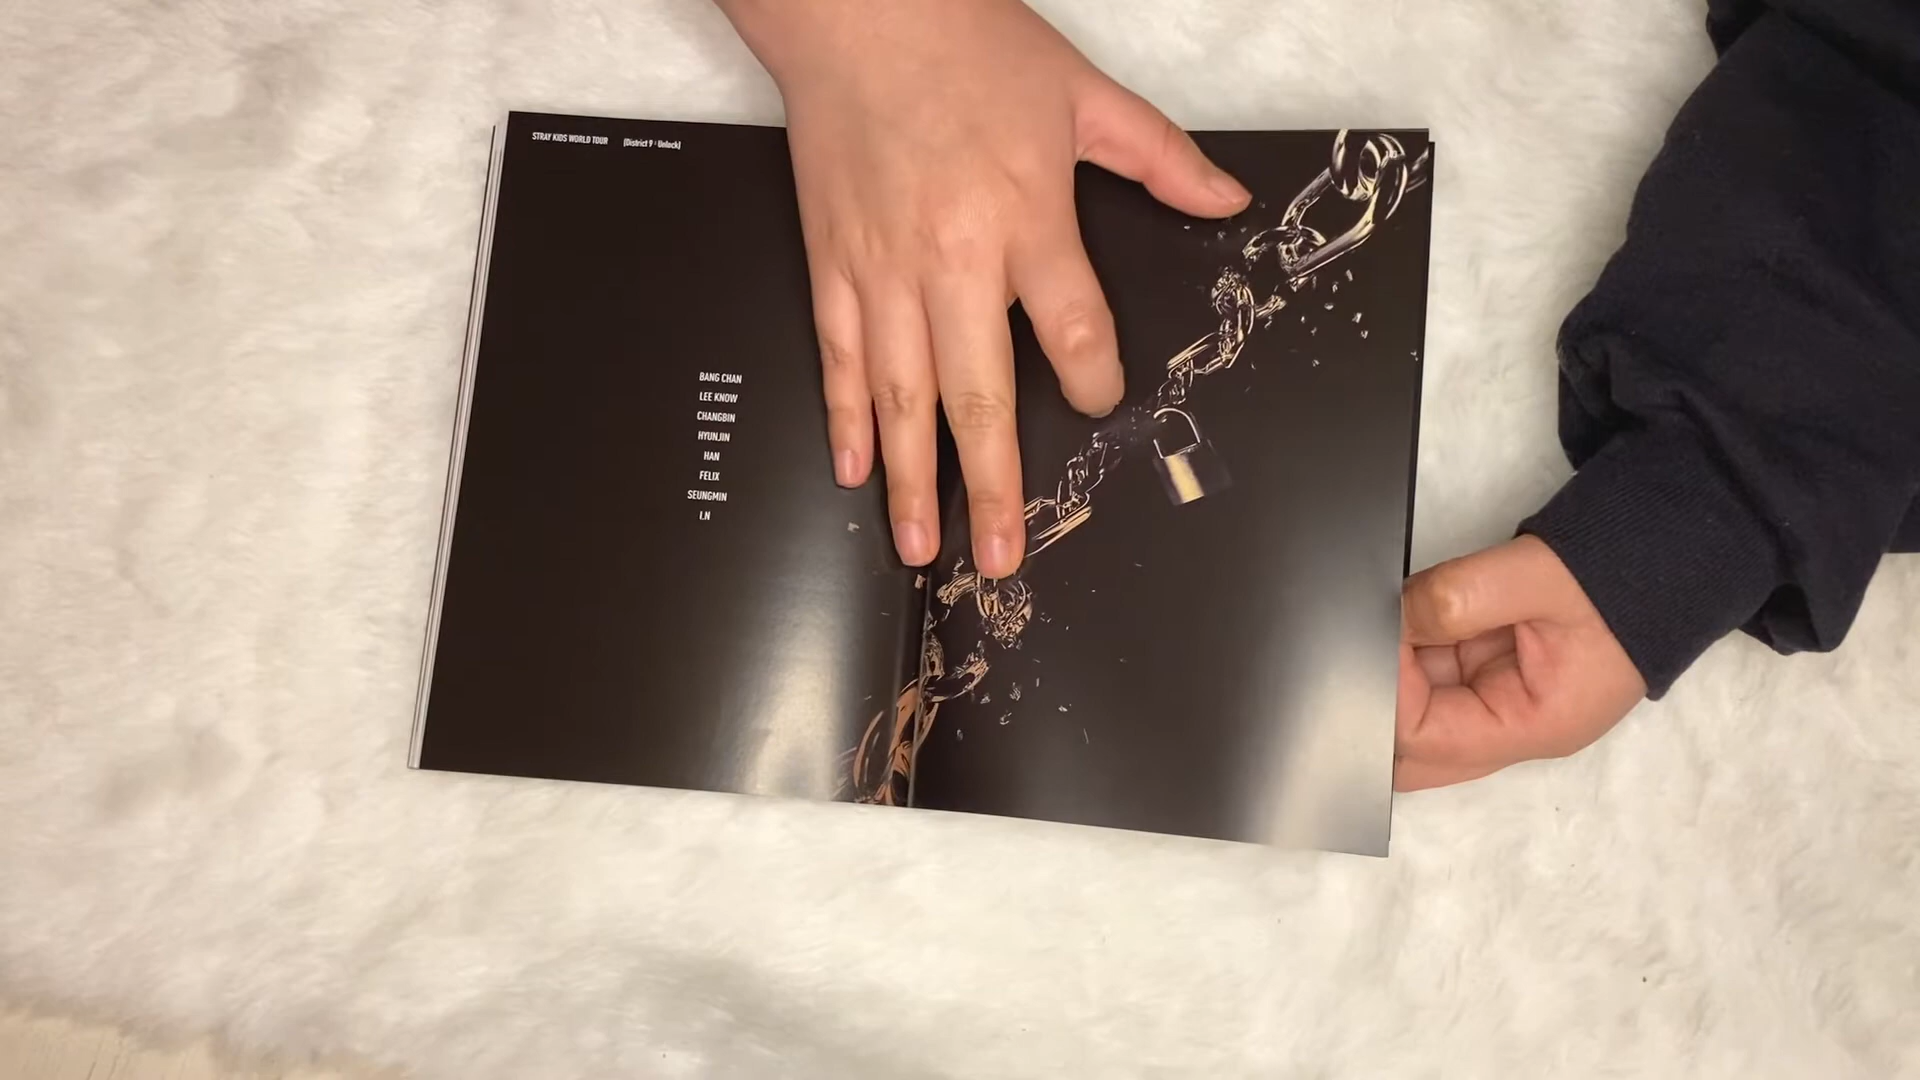 STRAY KIDS WORLD TOUR [District 9 : Unlock]
BANG CHAN
LEE KNOW
CHANGBIN
HYUNJIN
HAN
FELIX
SEUNGMIN
I.N